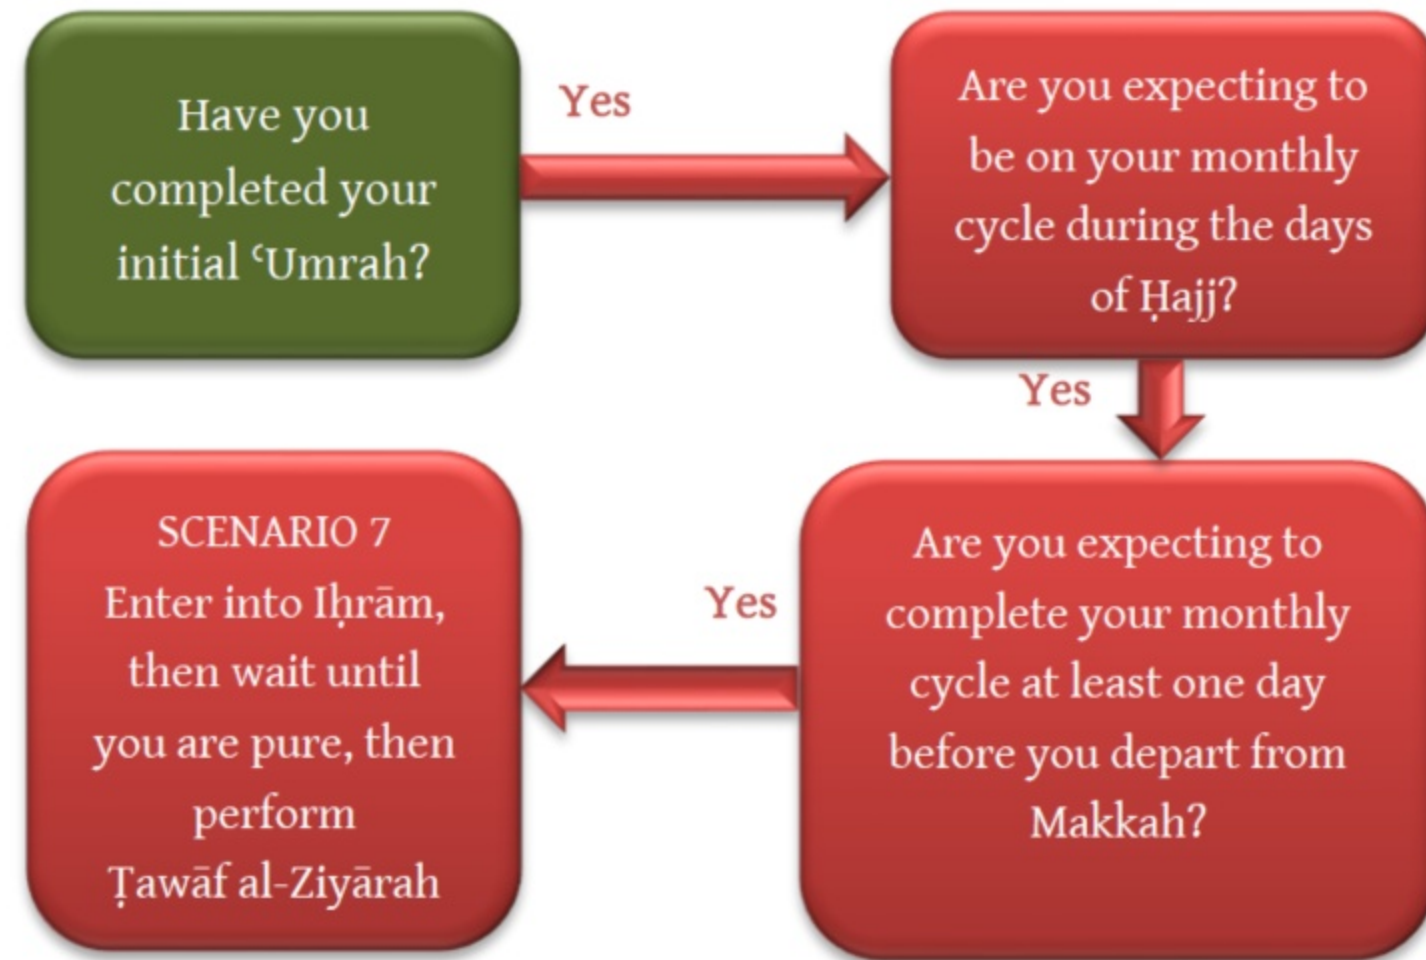 Have you
completed your
initial ʿUmrah?
Yes
Are you expecting to
be on your monthly
cycle during the days
of Ḥajj?
Yes
Are you expecting to
complete your monthly
cycle at least one day
before you depart from
Makkah?
Yes
SCENARIO 7
Enter into Iḥrām,
then wait until
you are pure, then
perform
Ṭawāf al-Ziyārah